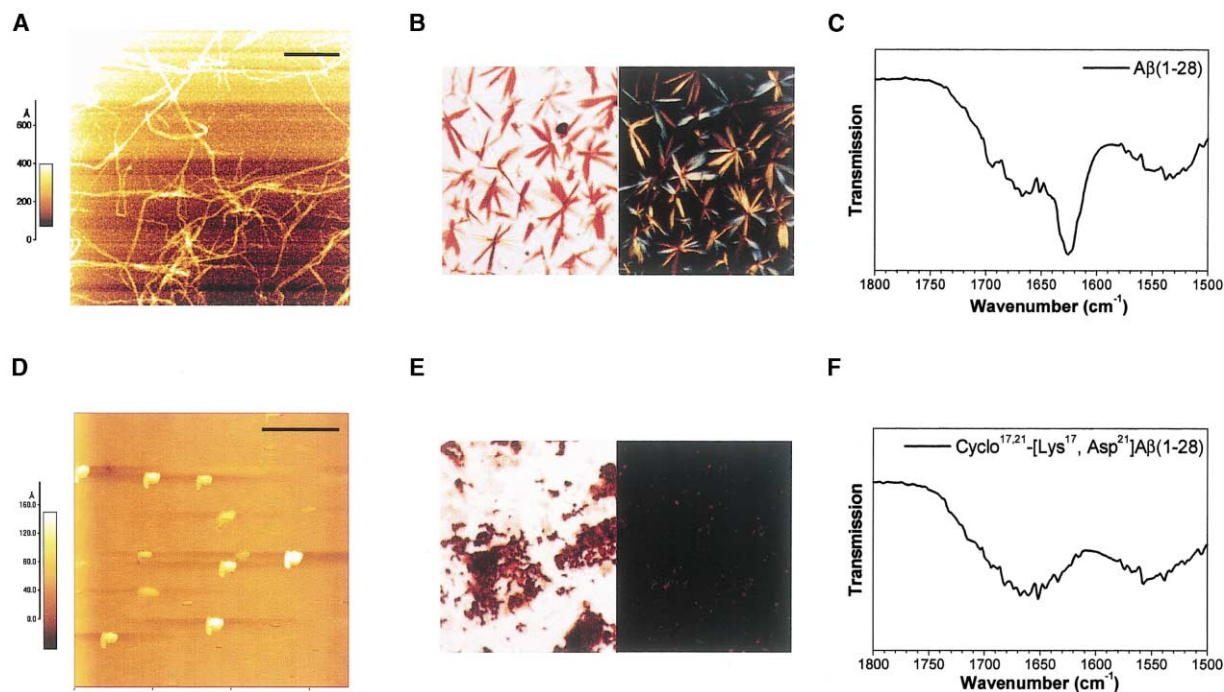 A
B
C
Å
600
400
200
0
Aβ(1-28)
Transmission
1800 1750 1700 1650 1600 1550 1500
Wavenumber (cm⁻¹)
D
E
F
Å
160.0
120.0
80.0
40.0
0.0
Cyclo¹⁷,²¹-[Lys¹⁷, Asp²¹]Aβ(1-28)
Transmission
1800 1750 1700 1650 1600 1550 1500
Wavenumber (cm⁻¹)